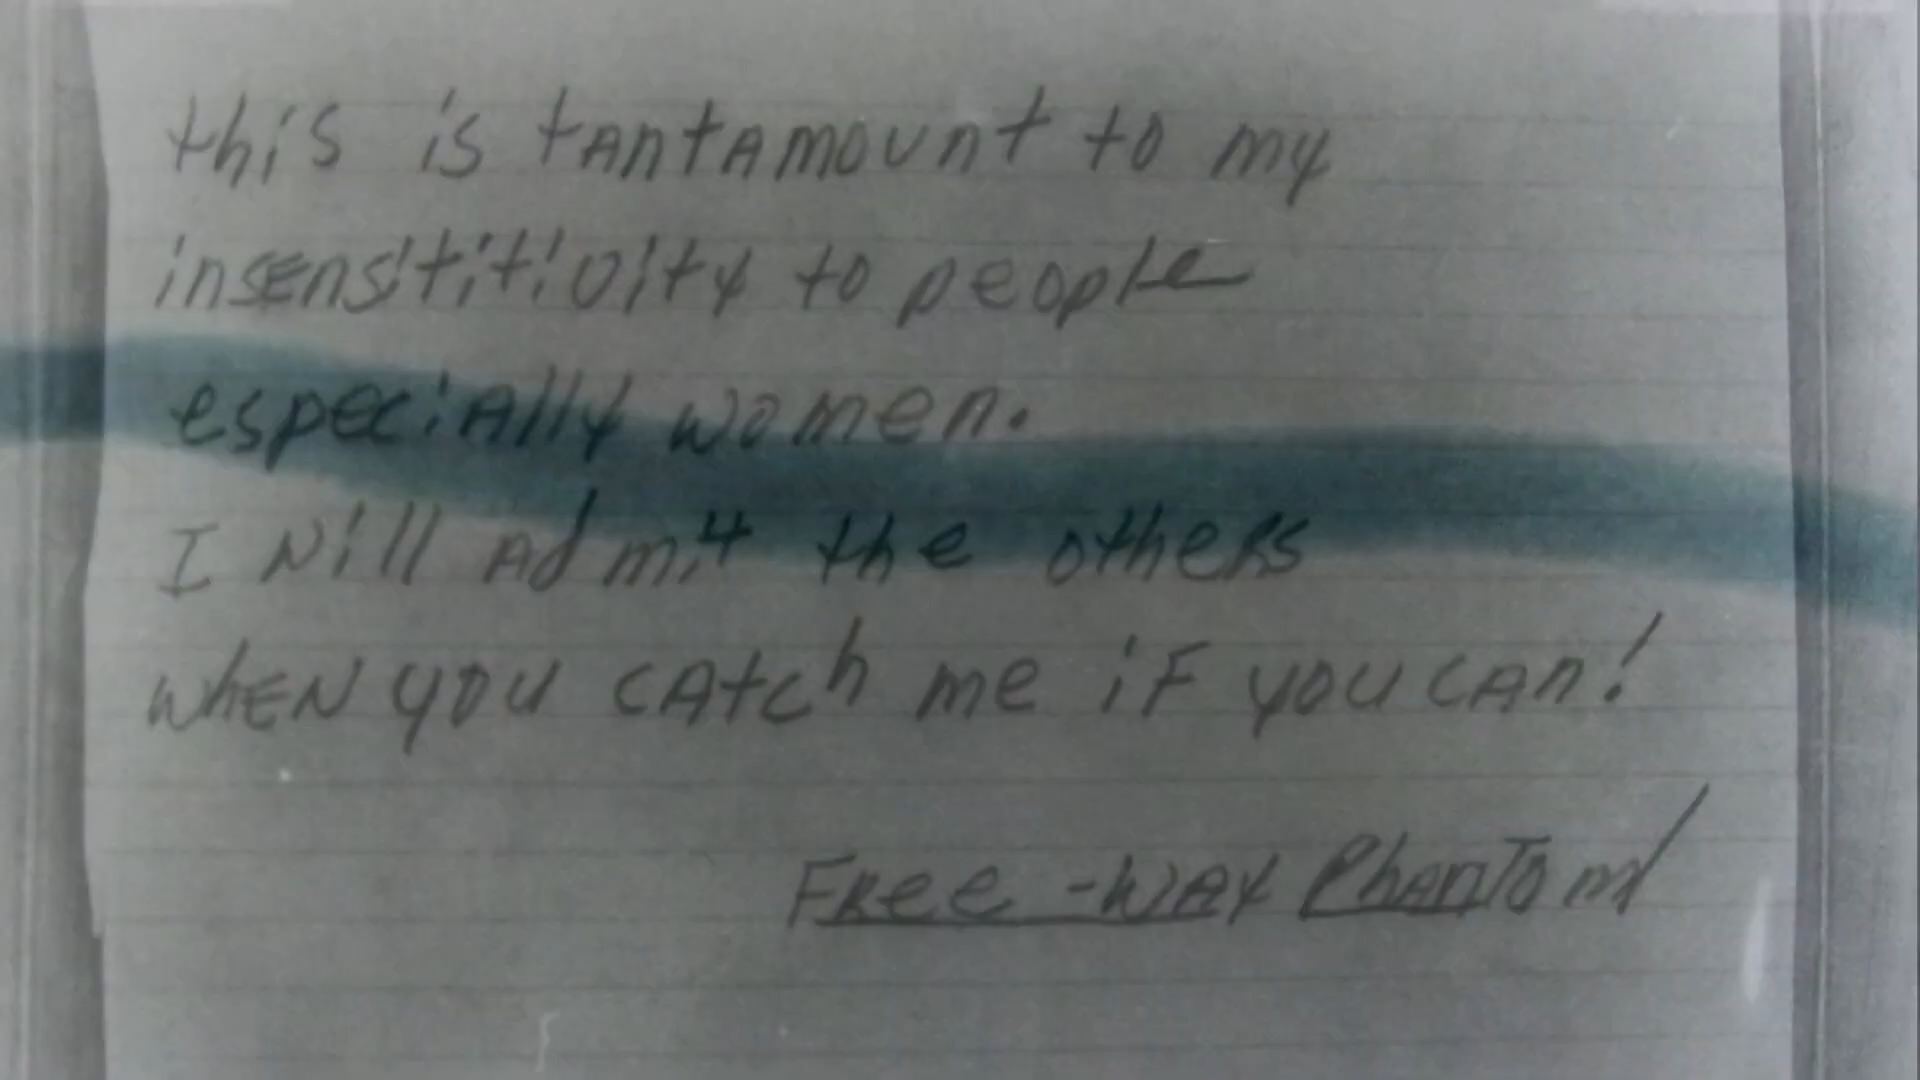 this is tantamount to my
insensititivity to people
especially women.
I will admit the others
when you catch me if you can!
Free-way Phantom